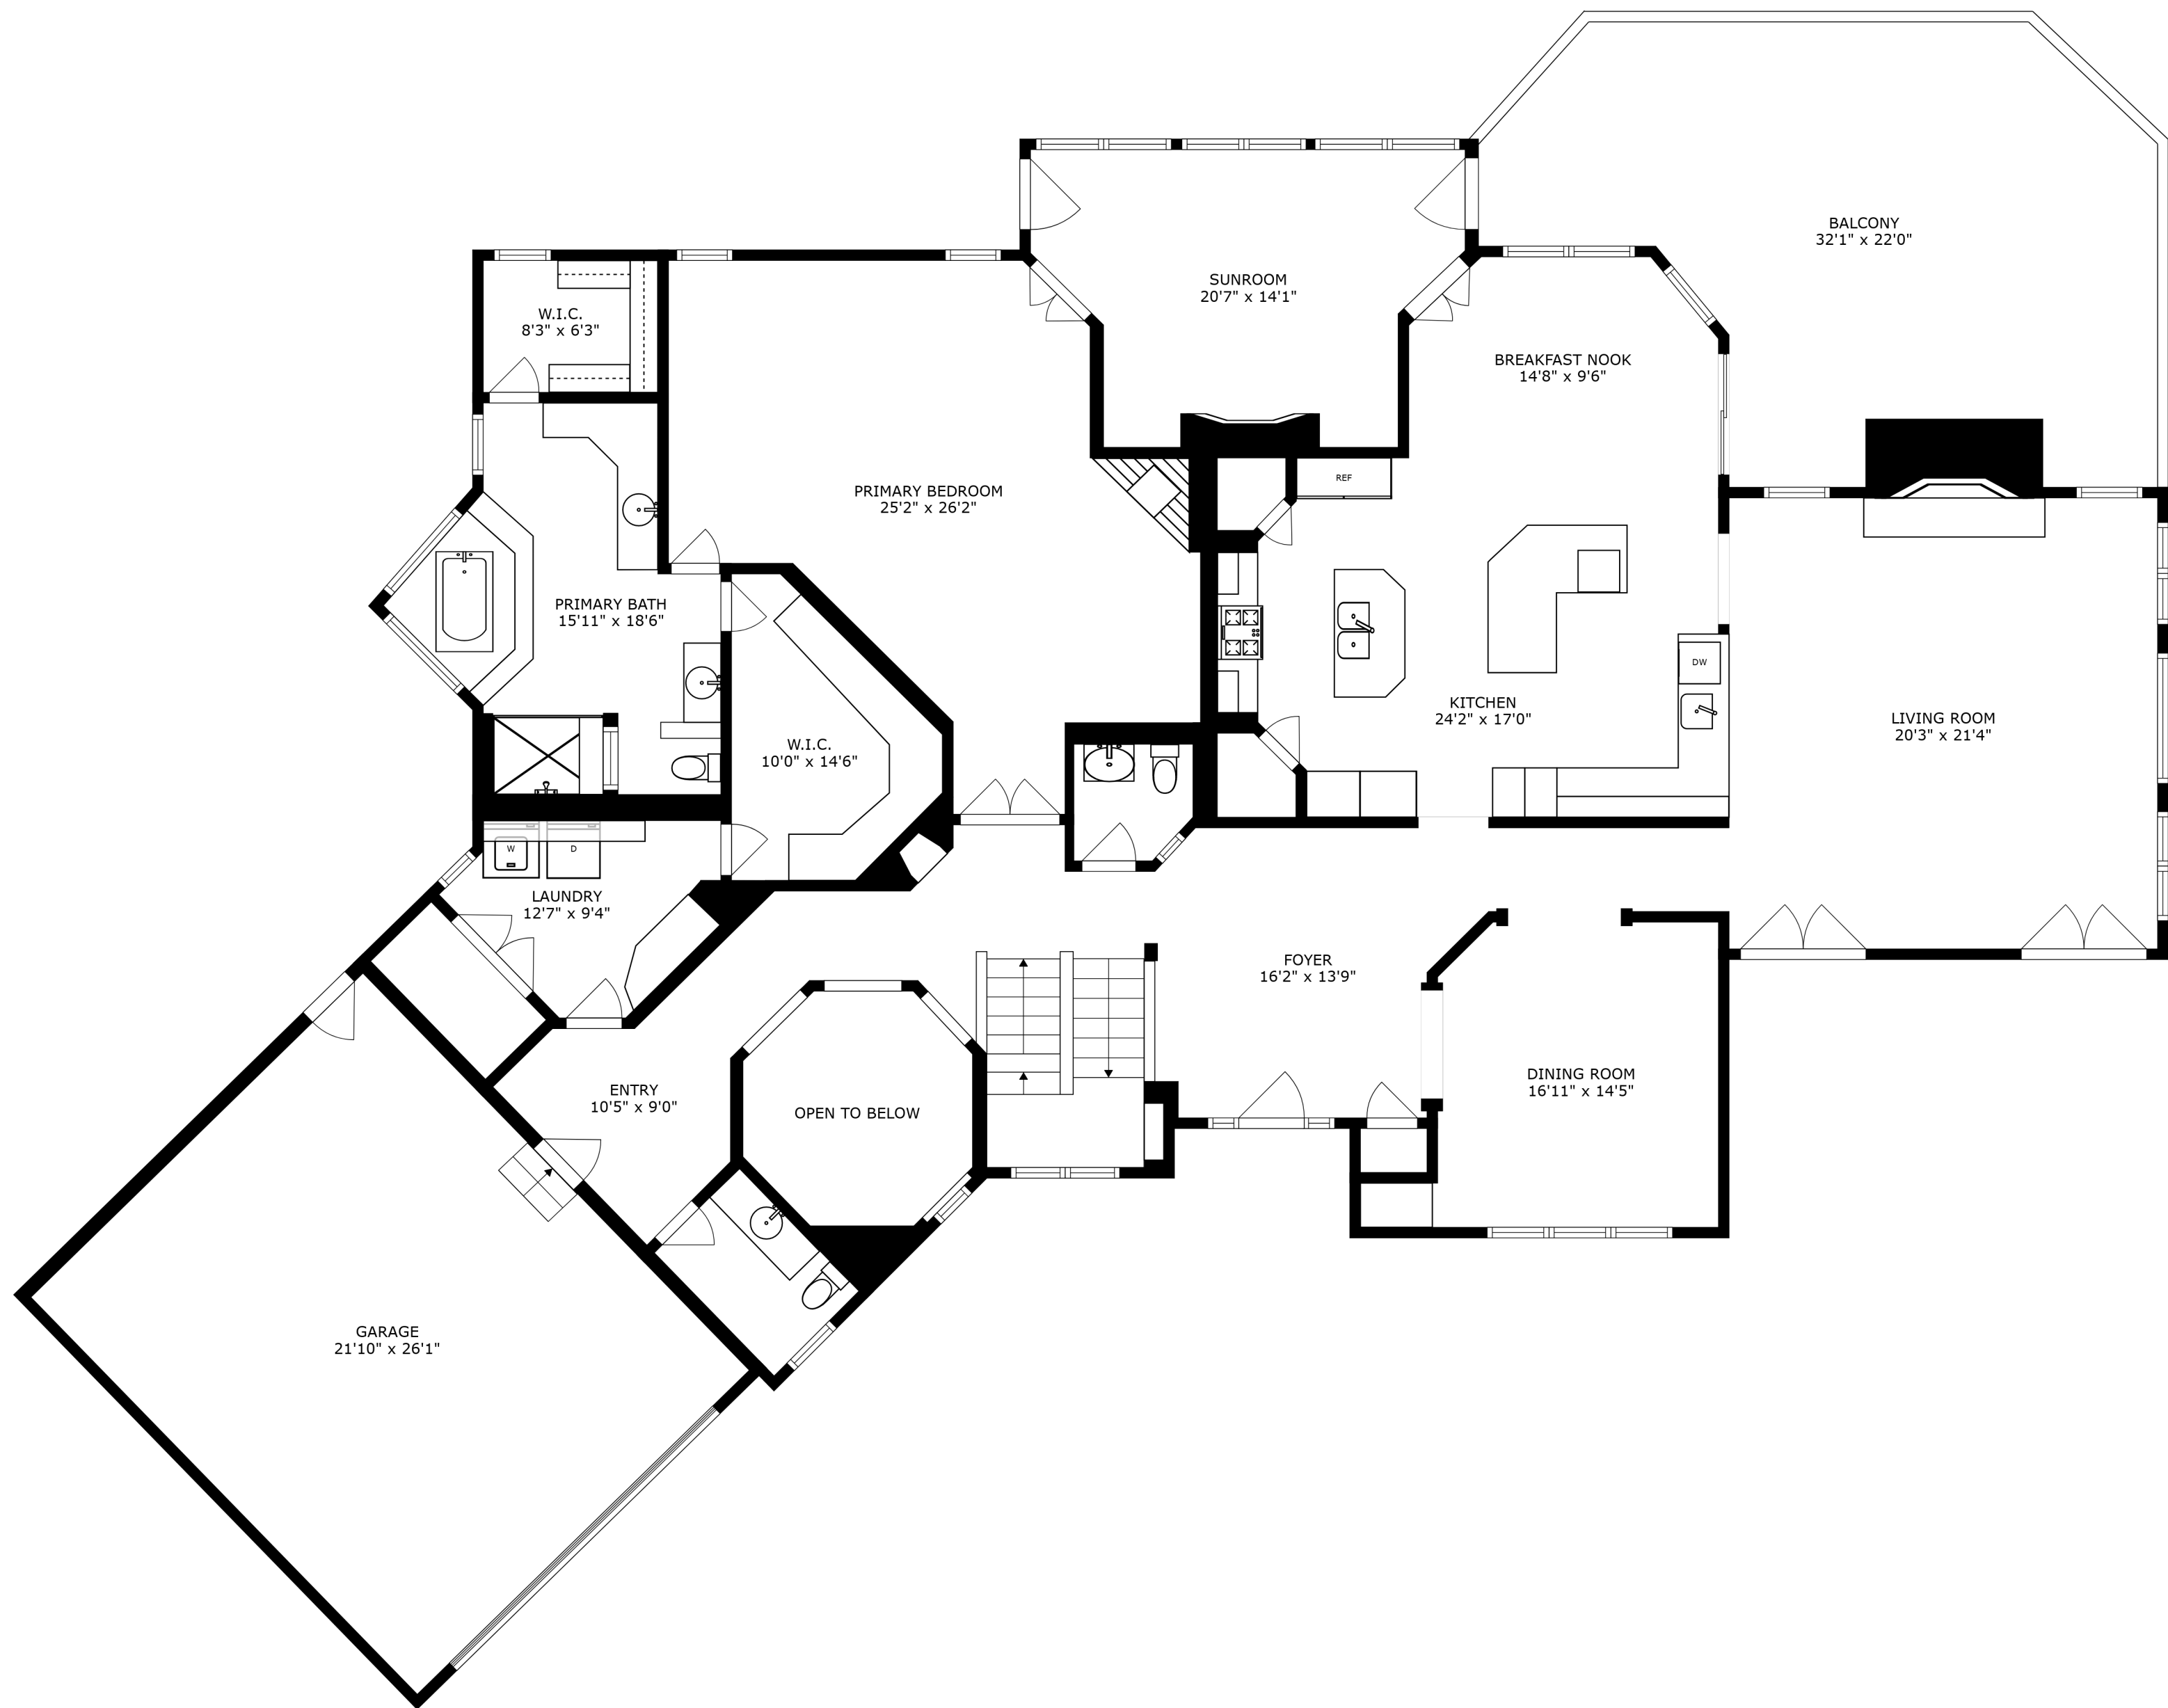 BALCONY
32'1" x 22'0"
SUNROOM
20'7" x 14'1"
W.I.C.
8'3" x 6'3"
BREAKFAST NOOK
14'8" x 9'6"
REF
PRIMARY BEDROOM
25'2" x 26'2"
PRIMARY BATH
15'11" x 18'6"
DW
KITCHEN
24'2" x 17'0"
LIVING ROOM
20'3" x 21'4"
W.I.C.
10'0" x 14'6"
W
D
LAUNDRY
12'7" x 9'4"
FOYER
16'2" x 13'9"
DINING ROOM
16'11" x 14'5"
ENTRY
10'5" x 9'0"
OPEN TO BELOW
GARAGE
21'10" x 26'1"